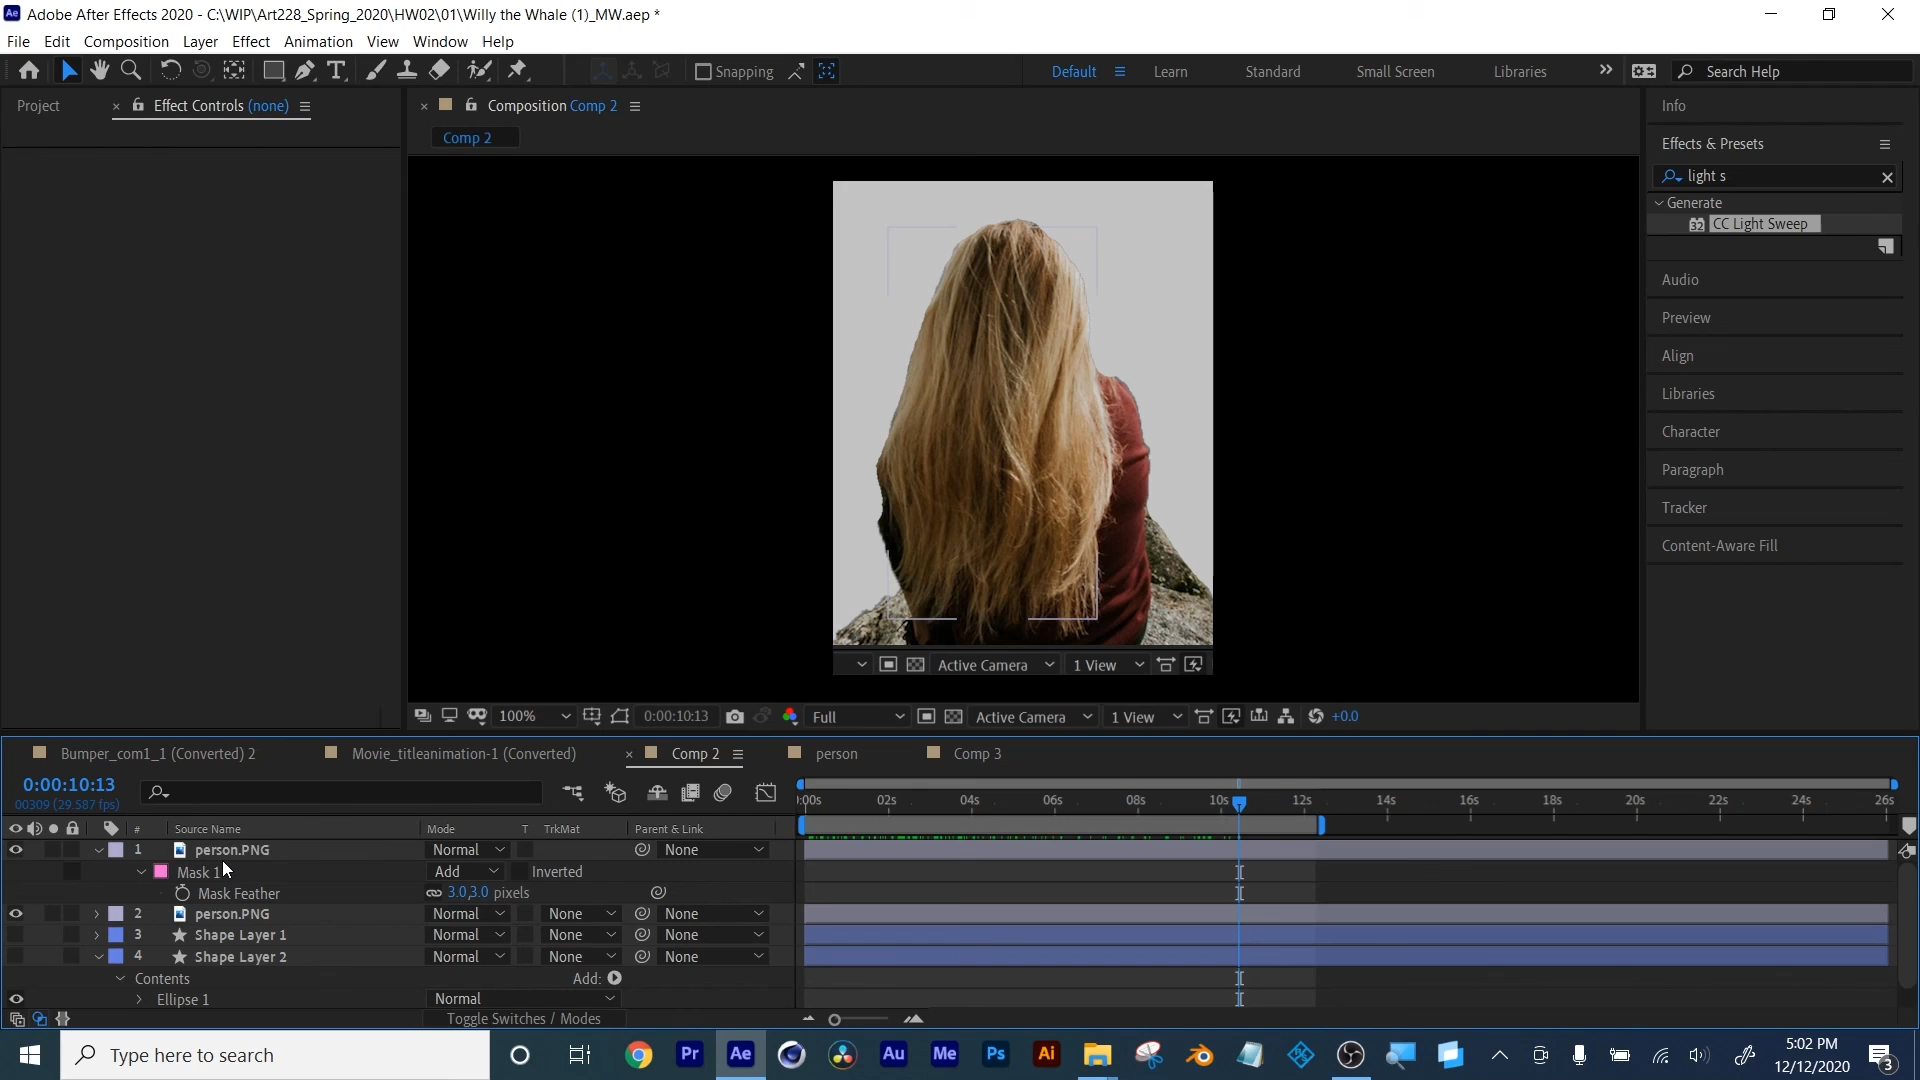 Adobe After Effects 2020 - C:\WIP\Art228_Spring_2020\HW02\01\Willy the Whale (1)_MW.aep *
File Edit Composition Layer Effect Animation View Window Help
Snapping Default Learn Standard Small Screen Libraries Search Help
Project Effect Controls (none) Composition Comp 2
Comp 2
Info
Effects & Presets
light s
Generate
32 CC Light Sweep
Audio
Preview
Align
Libraries
Character
Paragraph
Tracker
Content-Aware Fill
Active Camera 1 View
100% 0:00:10:13 Full Active Camera 1 View +0.0
Bumper_com1_1 (Converted) 2 Movie_titleanimation-1 (Converted) Comp 2 person Comp 3
0:00:10:13
00309 (29.587 fps)
:00s 02s 04s 06s 08s 10s 12s 14s 16s 18s 20s 22s 24s 26s
# Source Name Mode T TrkMat Parent & Link
1 person.PNG Normal None
Mask 1 Add Inverted
Mask Feather 3.0,3.0 pixels
2 person.PNG Normal None None
3 Shape Layer 1 Normal None None
4 Shape Layer 2 Normal None None
Contents Add:
Ellipse 1 Normal
Toggle Switches / Modes
Type here to search Pr Ae Au Me Ps Ai 5:02 PM
12/12/2020 3